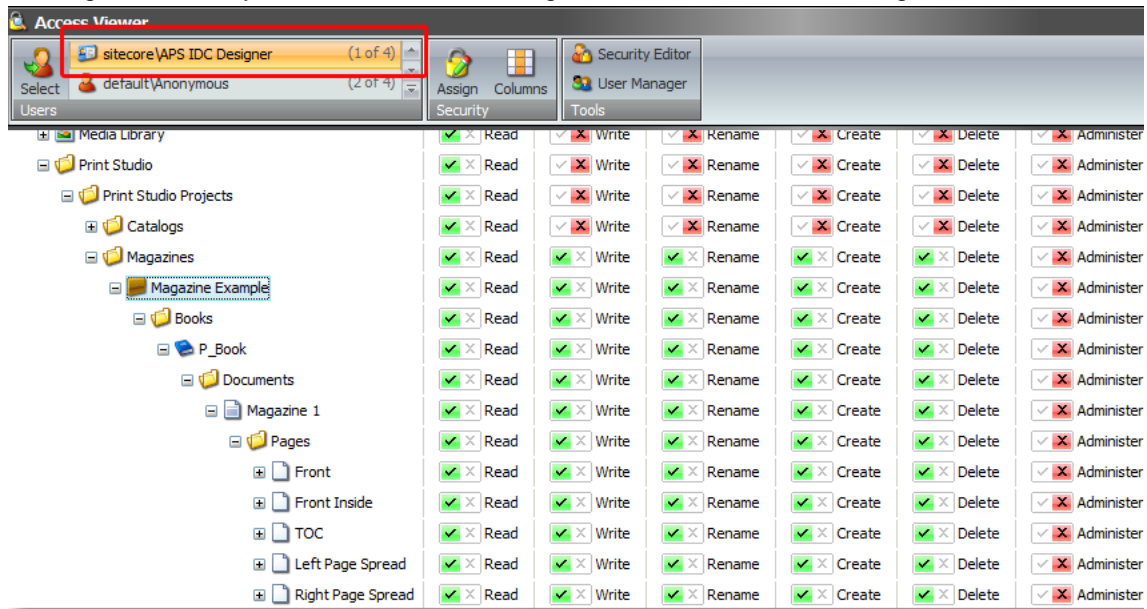 Access Viewer
sitecore\APS IDC Designer (1 of 4)
default\Anonymous (2 of 4)
Select
Users
Assign Columns
Security
Security Editor
User Manager
Tools
Media Library Read Write Rename Create Delete Administer
Print Studio Read Write Rename Create Delete Administer
Print Studio Projects Read Write Rename Create Delete Administer
Catalogs Read Write Rename Create Delete Administer
Magazines Read Write Rename Create Delete Administer
Magazine Example Read Write Rename Create Delete Administer
Books Read Write Rename Create Delete Administer
P_Book Read Write Rename Create Delete Administer
Documents Read Write Rename Create Delete Administer
Magazine 1 Read Write Rename Create Delete Administer
Pages Read Write Rename Create Delete Administer
Front Read Write Rename Create Delete Administer
Front Inside Read Write Rename Create Delete Administer
TOC Read Write Rename Create Delete Administer
Left Page Spread Read Write Rename Create Delete Administer
Right Page Spread Read Write Rename Create Delete Administer